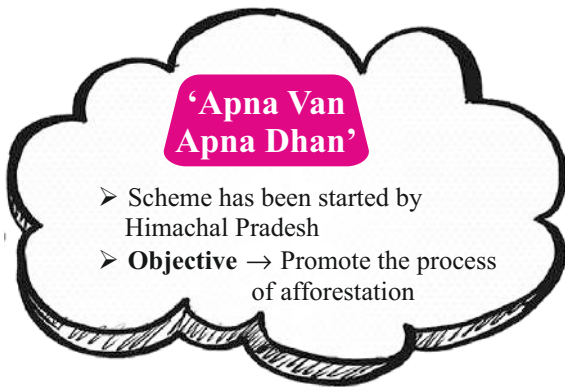 ‘Apna Van
Apna Dhan’
➢ Scheme has been started by
Himachal Pradesh
➢ Objective → Promote the process
of afforestation